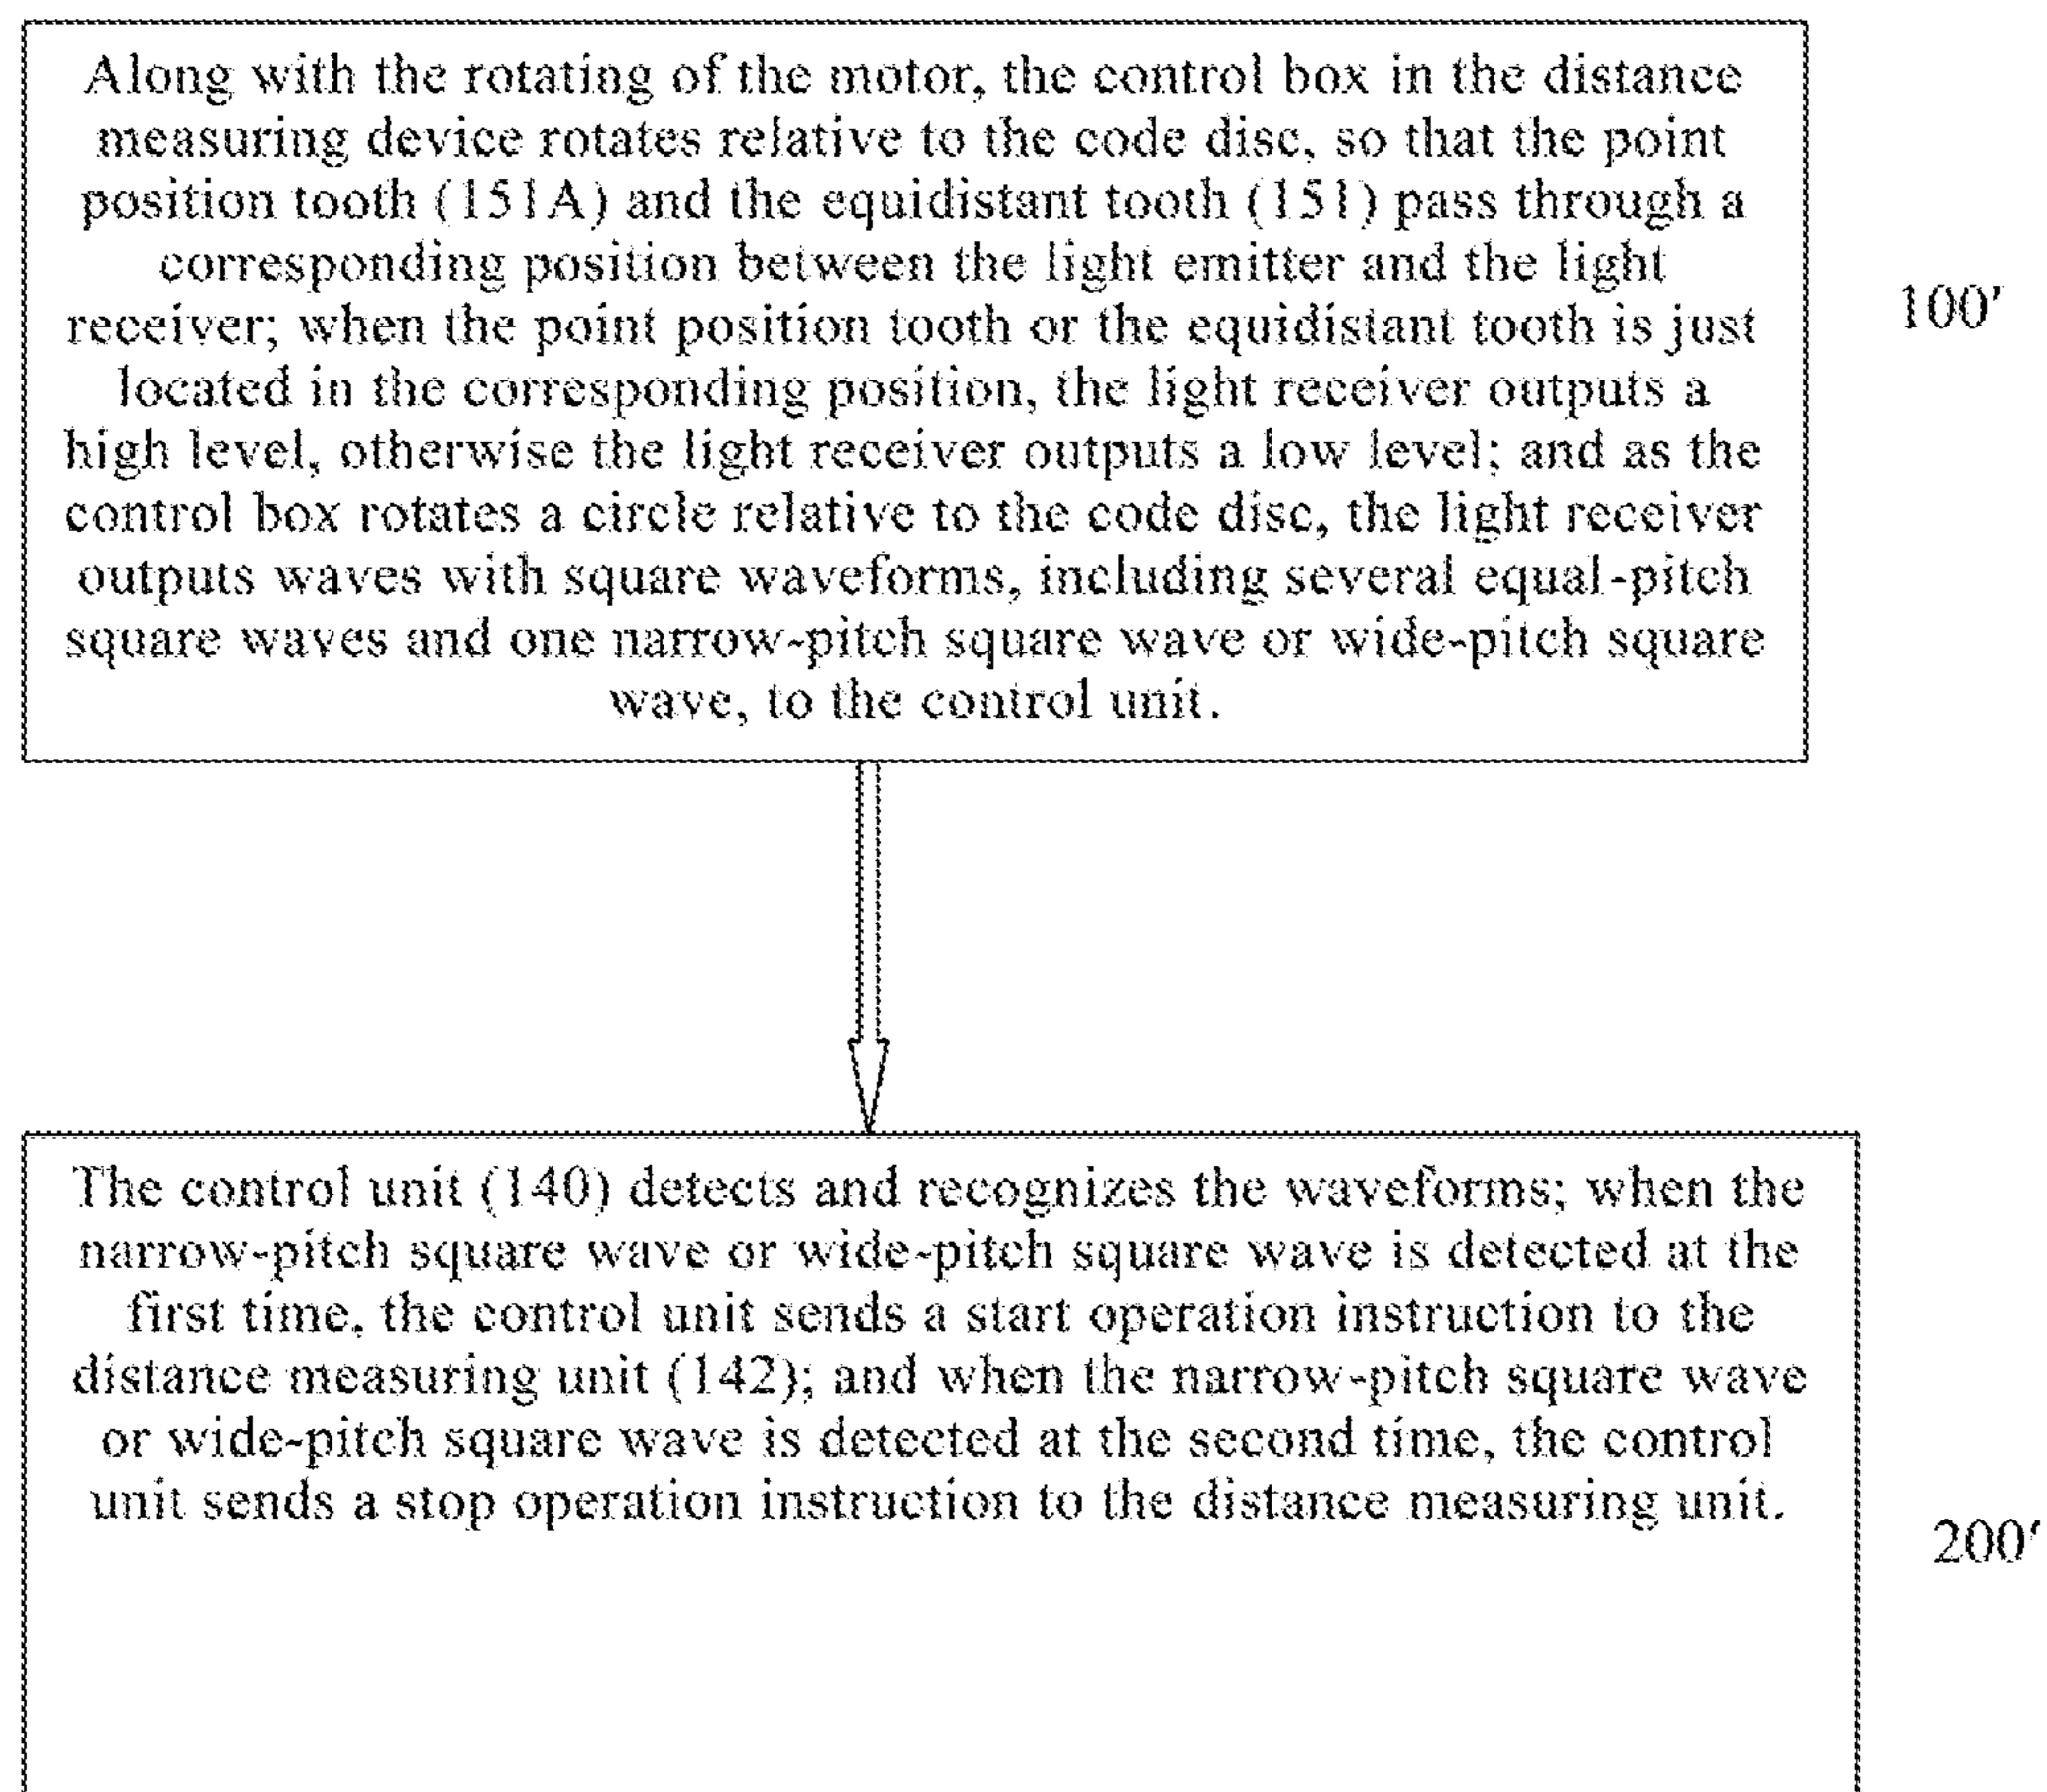 Along with the rotating of the motor, the control box in the distance
measuring device rotates relative to the code disc, so that the point
position tooth (151A) and the equidistant tooth (151) pass through a
corresponding position between the light emitter and the light
receiver; when the point position tooth or the equidistant tooth is just
located in the corresponding position, the light receiver outputs a
high level, otherwise the light receiver outputs a low level; and as the
control box rotates a circle relative to the code disc, the light receiver
outputs waves with square waveforms, including several equal-pitch
square waves and one narrow-pitch square wave or wide-pitch square
wave, to the control unit.
100'
The control unit (140) detects and recognizes the waveforms; when the
narrow-pitch square wave or wide-pitch square wave is detected at the
first time, the control unit sends a start operation instruction to the
distance measuring unit (142); and when the narrow-pitch square wave
or wide-pitch square wave is detected at the second time, the control
unit sends a stop operation instruction to the distance measuring unit.
200'